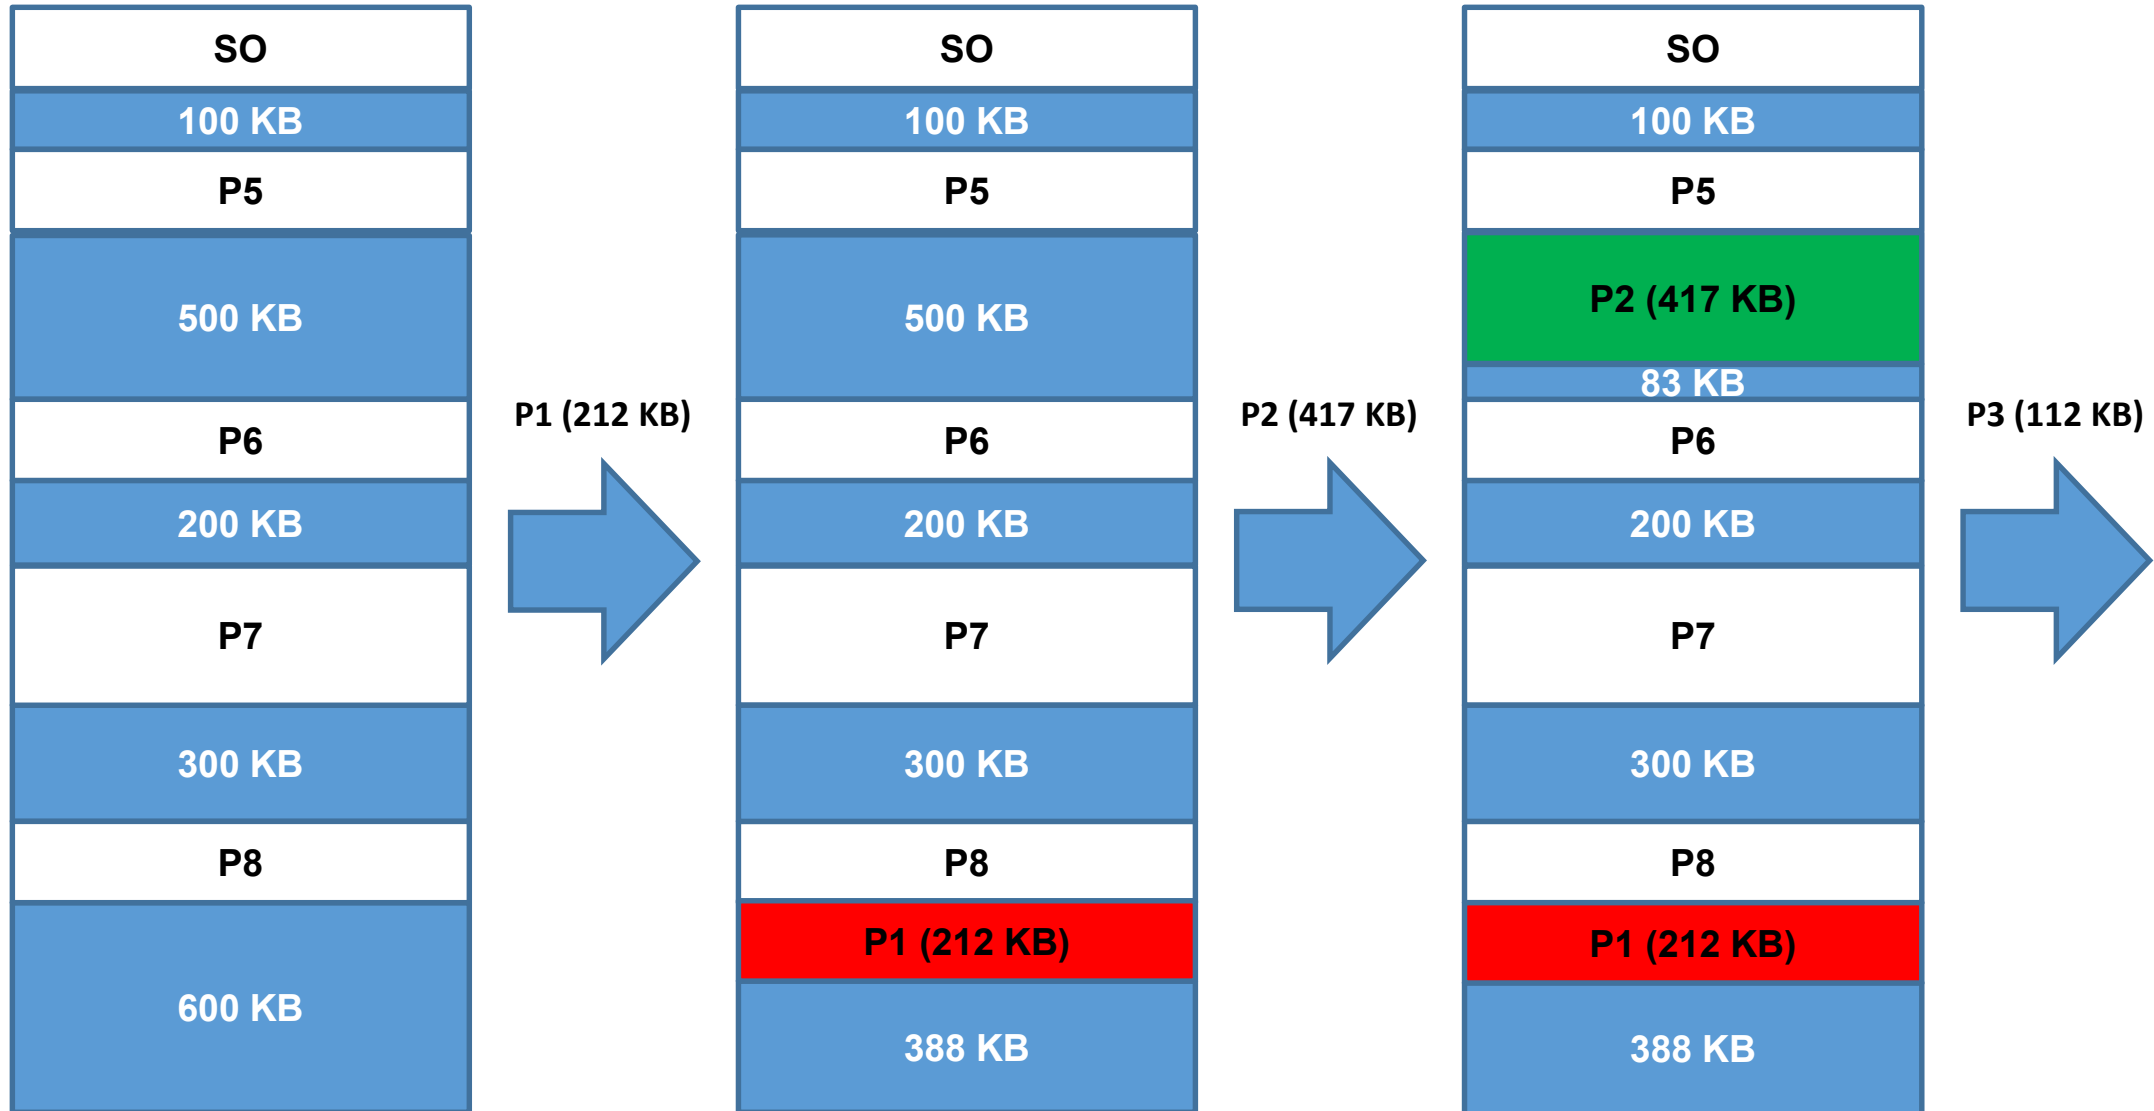 SO
100 KB
P5
500 KB
P6
200 KB
P7
300 KB
P8
600 KB
P1 (212 KB)
SO
100 KB
P5
500 KB
P6
200 KB
P7
300 KB
P8
P1 (212 KB)
388 KB
P2 (417 KB)
SO
100 KB
P5
P2 (417 KB)
83 KB
P6
200 KB
P7
300 KB
P8
P1 (212 KB)
388 KB
P3 (112 KB)